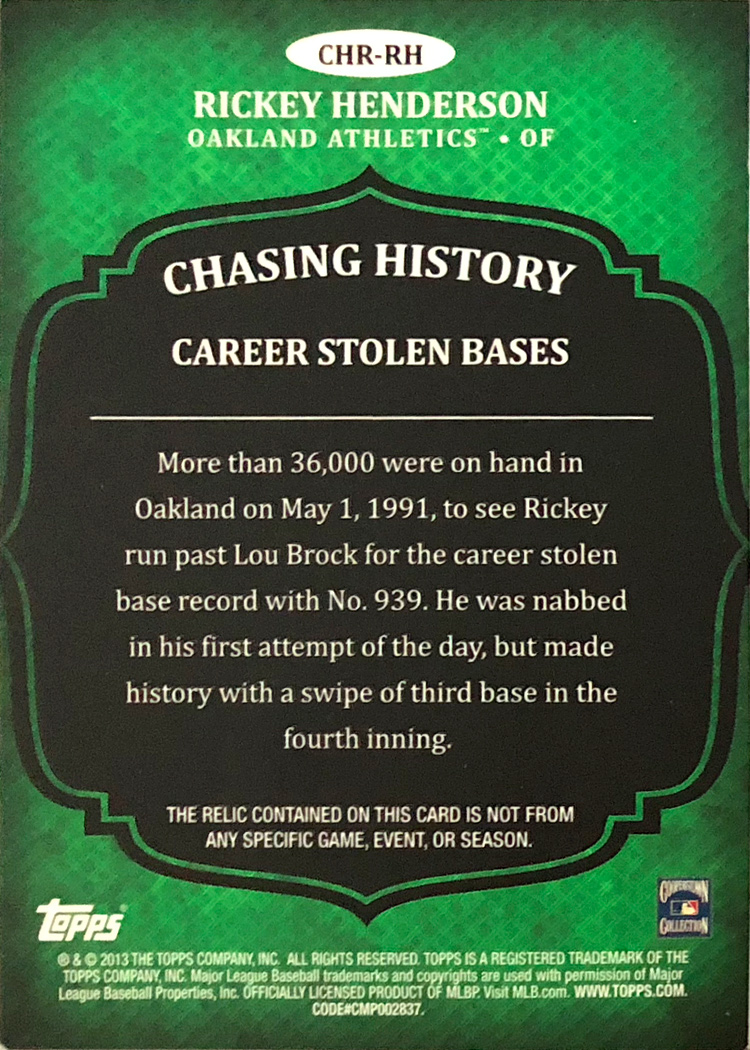 CHR-RH
RICKEY HENDERSON
OAKLAND ATHLETICS™ • OF
CHASING HISTORY
CAREER STOLEN BASES
More than 36,000 were on hand in
Oakland on May 1, 1991, to see Rickey
run past Lou Brock for the career stolen
base record with No. 939. He was nabbed
in his first attempt of the day, but made
history with a swipe of third base in the
fourth inning.
THE RELIC CONTAINED ON THIS CARD IS NOT FROM
ANY SPECIFIC GAME, EVENT, OR SEASON.
topps®
COOPERSTOWN
COLLECTION
® & © 2013 THE TOPPS COMPANY, INC. ALL RIGHTS RESERVED. TOPPS IS A REGISTERED TRADEMARK OF THE
TOPPS COMPANY, INC. Major League Baseball trademarks and copyrights are used with permission of Major
League Baseball Properties, Inc. OFFICIALLY LICENSED PRODUCT OF MLBP. Visit MLB.com. WWW.TOPPS.COM.
CODE#CMP002837.